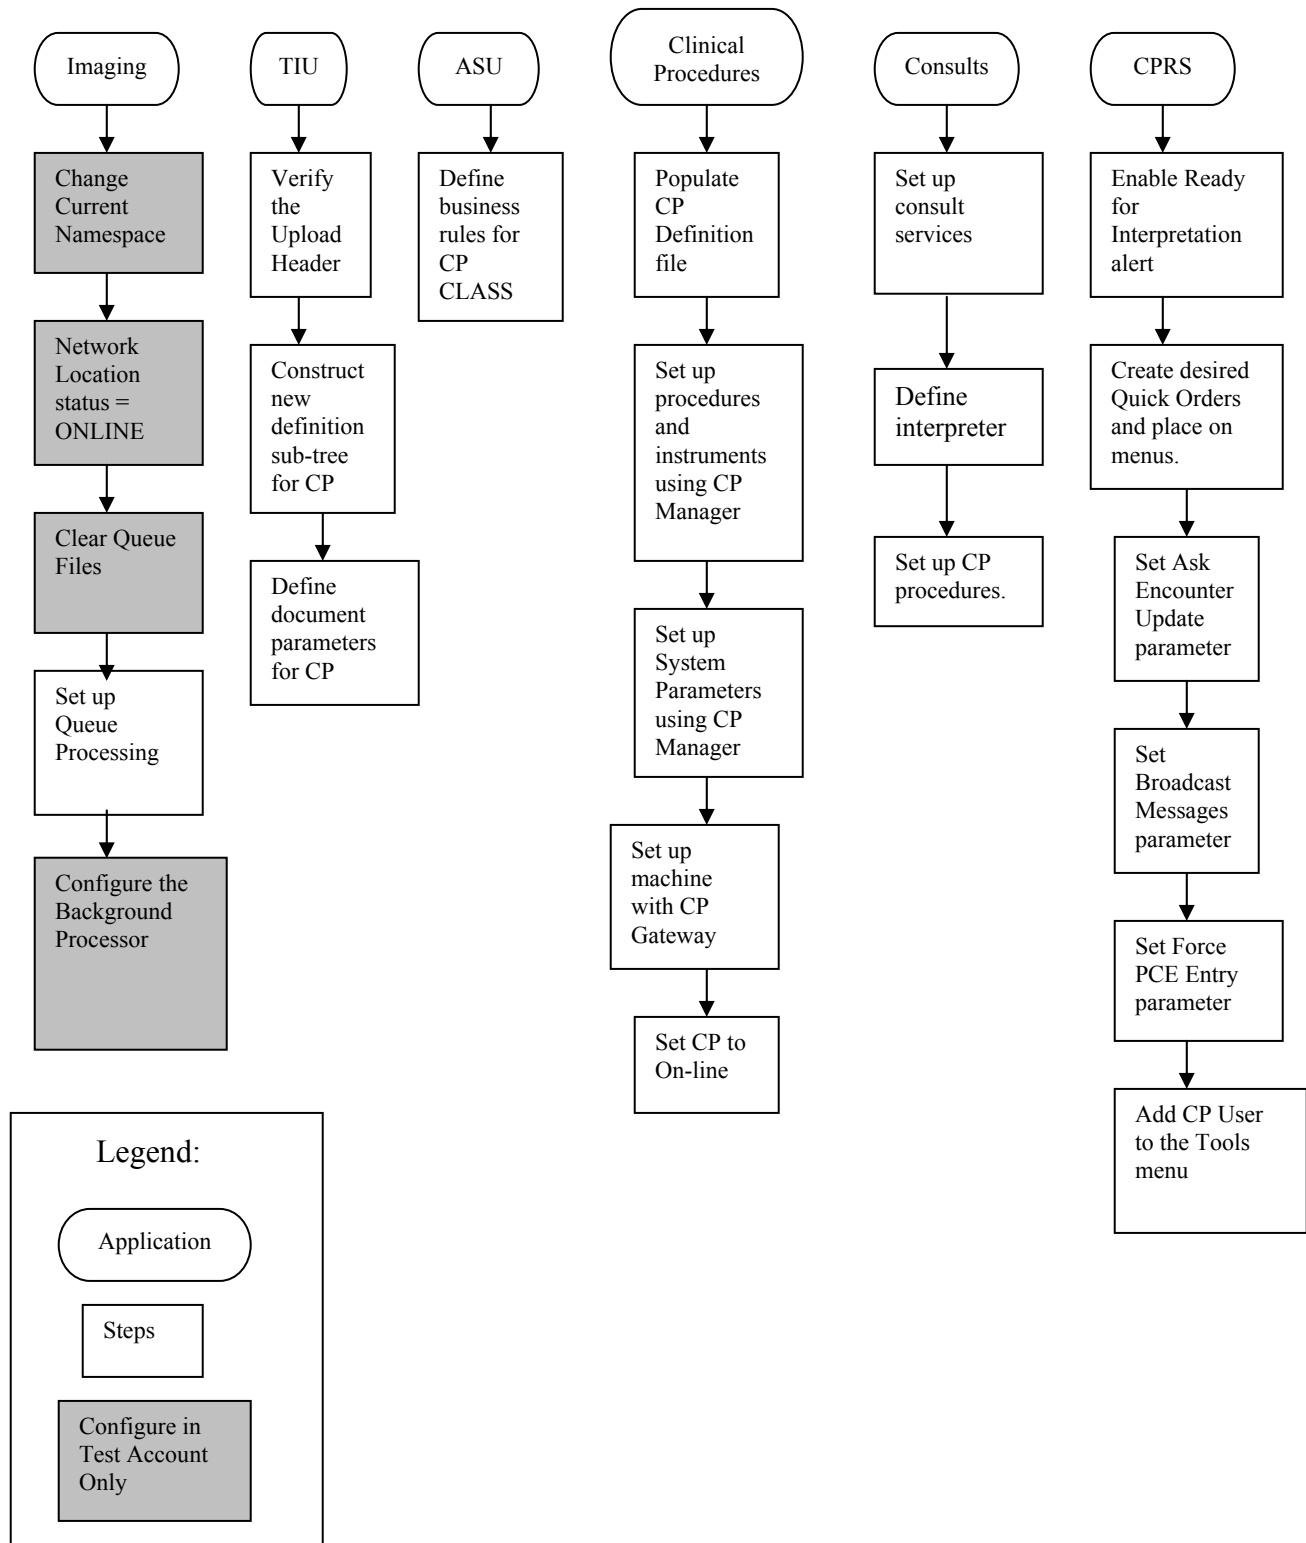 Imaging
Change
Current
Namespace
Network
Location
status =
ONLINE
Clear Queue
Files
Set up
Queue
Processing
Configure the
Background
Processor
TIU
Verify
the
Upload
Header
Construct
new
definition
sub-tree
for CP
Define
document
parameters
for CP
ASU
Define
business
rules for
CP
CLASS
Clinical
Procedures
Populate
CP
Definition
file
Set up
procedures
and
instruments
using CP
Manager
Set up
System
Parameters
using CP
Manager
Set up
machine
with CP
Gateway
Set CP to
On-line
Consults
Set up
consult
services
Define
interpreter
Set up CP
procedures.
CPRS
Enable Ready
for
Interpretation
alert
Create desired
Quick Orders
and place on
menus.
Set Ask
Encounter
Update
parameter
Set
Broadcast
Messages
parameter
Set Force
PCE Entry
parameter
Add CP User
to the Tools
menu
Legend:
Application
Steps
Configure in
Test Account
Only